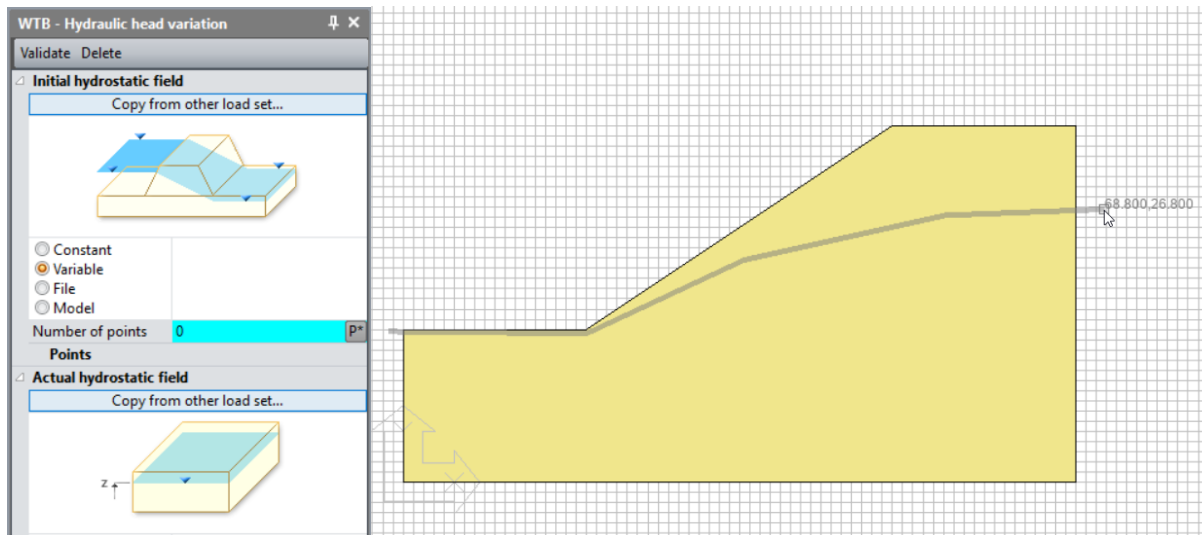 WTB - Hydraulic head variation
Validate Delete
Initial hydrostatic field
Copy from other load set...
Constant
Variable
File
Model
Number of points 0 P*
Points
Actual hydrostatic field
Copy from other load set...
z
68.800,26.800